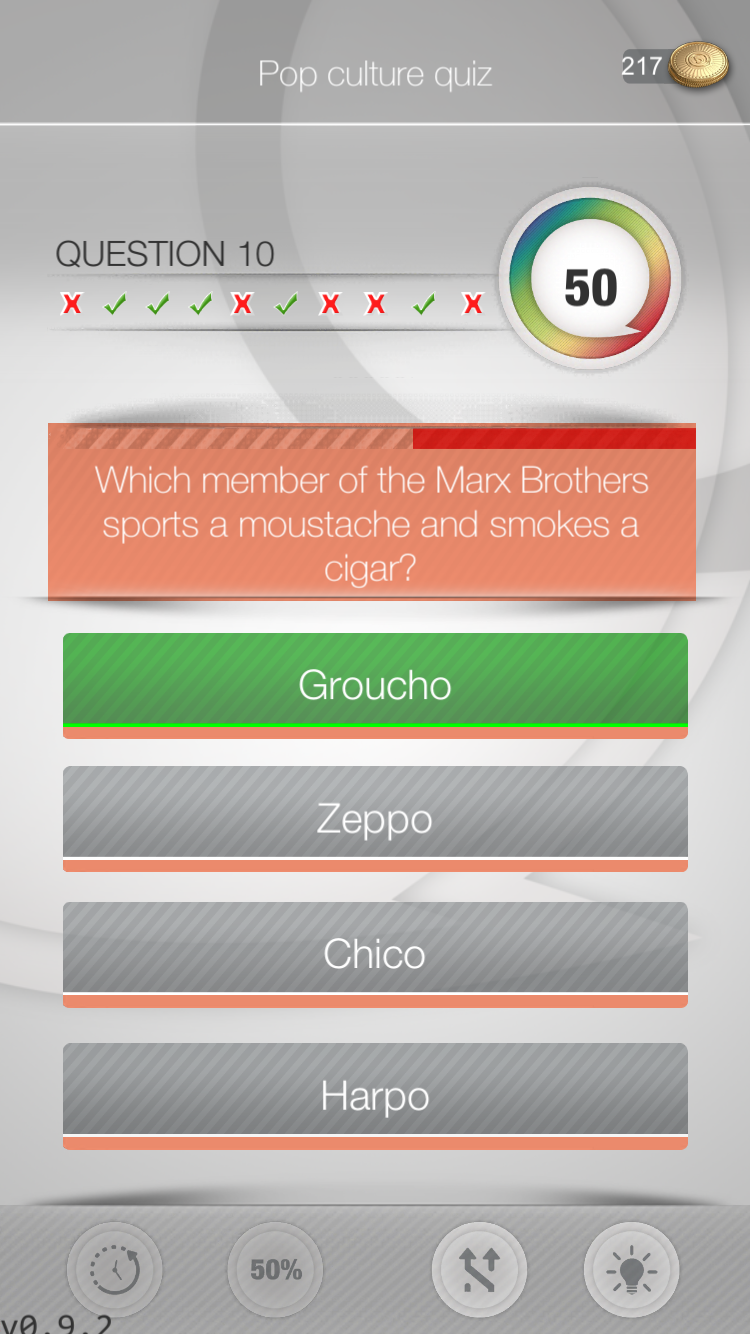 Pop culture quiz
217
QUESTION 10
50
Which member of the Marx Brothers
sports a moustache and smokes a
cigar?
Groucho
Zeppo
Chico
Harpo
50%
v0.9.2